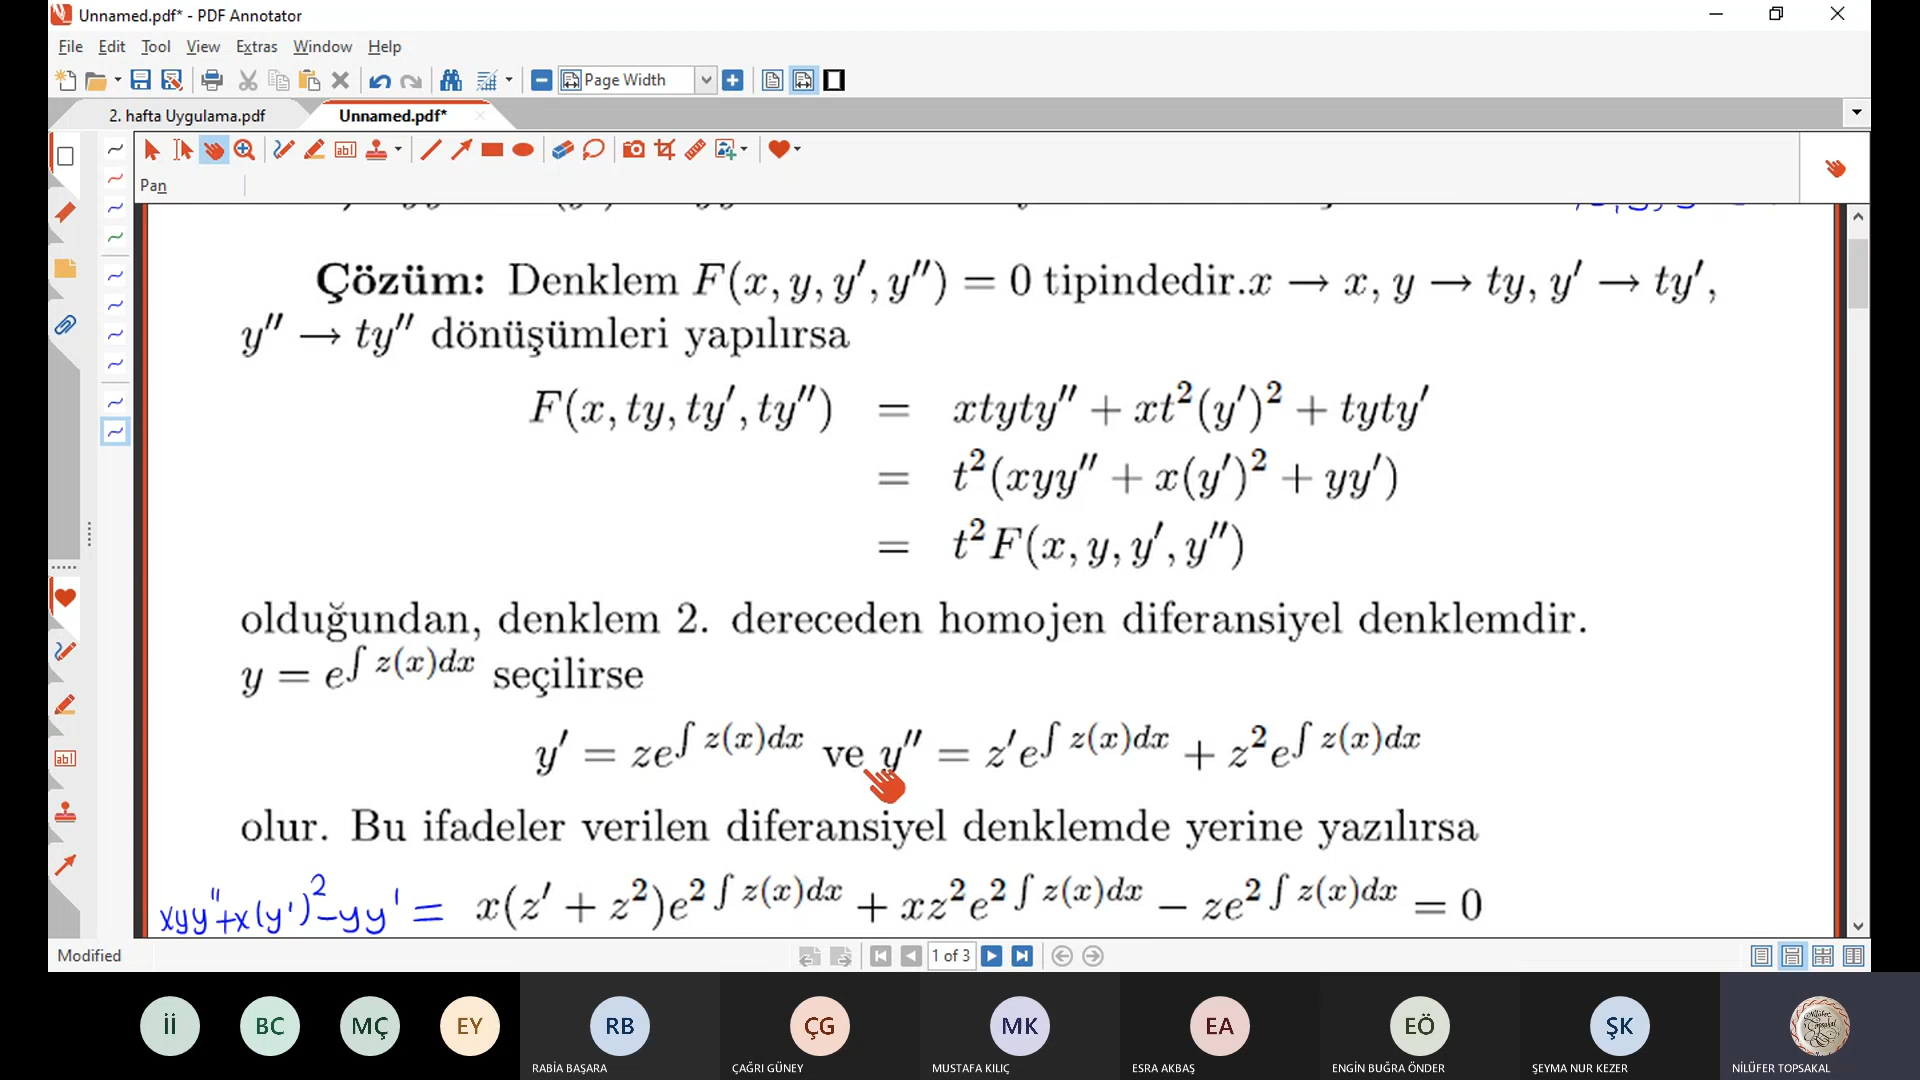 Unnamed.pdf* - PDF Annotator
File Edit Tool View Extras Window Help
Page Width
2. hafta Uygulama.pdf
Unnamed.pdf*
Pan
Çözüm: Denklem F(x, y, y′, y″) = 0 tipindedir.x → x, y → ty, y′ → ty′,
y″ → ty″ dönüşümleri yapılırsa
F(x, ty, ty′, ty″) = xtyty″ + xt²(y′)² + tyty′
= t²(xyy″ + x(y′)² + yy′)
= t²F(x, y, y′, y″)
olduğundan, denklem 2. dereceden homojen diferansiyel denklemdir.
y = e^∫ z(x)dx seçilirse
y′ = ze^∫ z(x)dx ve y″ = z′e^∫ z(x)dx + z²e^∫ z(x)dx
olur. Bu ifadeler verilen diferansiyel denklemde yerine yazılırsa
xyy″+x(y′)²-yy′ = x(z′ + z²)e^2∫ z(x)dx + xz²e^2∫ z(x)dx − ze^2∫ z(x)dx = 0
Modified
1 of 3
İİ
BC
MÇ
EY
RB
ÇG
MK
EA
EÖ
ŞK
RABİA BAŞARA
ÇAĞRI GÜNEY
MUSTAFA KILIÇ
ESRA AKBAŞ
ENGİN BUĞRA ÖNDER
ŞEYMA NUR KEZER
NİLÜFER TOPSAKAL